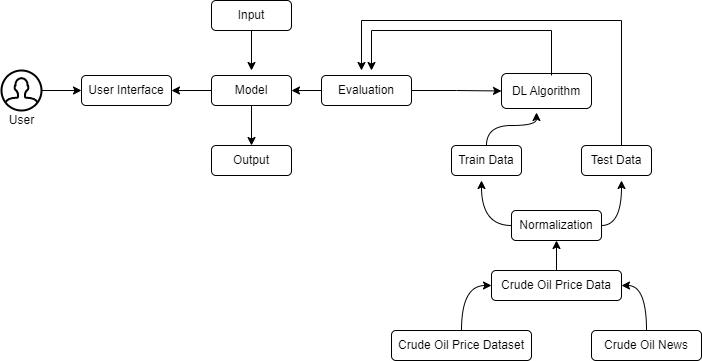 Input
User Interface
Model
Evaluation
DL Algorithm
User
Output
Train Data
Test Data
Normalization
Crude Oil Price Data
Crude Oil Price Dataset
Crude Oil News